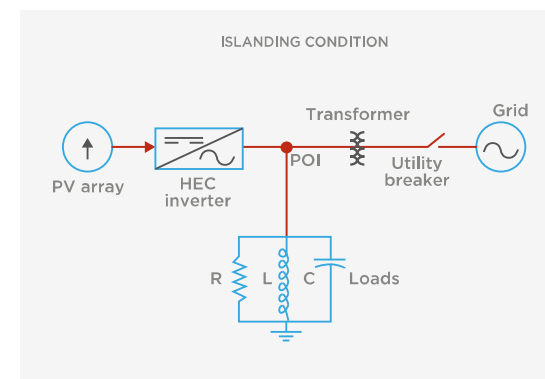 ISLANDING CONDITION
Transformer
Grid
POI
Utility
breaker
PV array
HEC
inverter
R
L
C
Loads